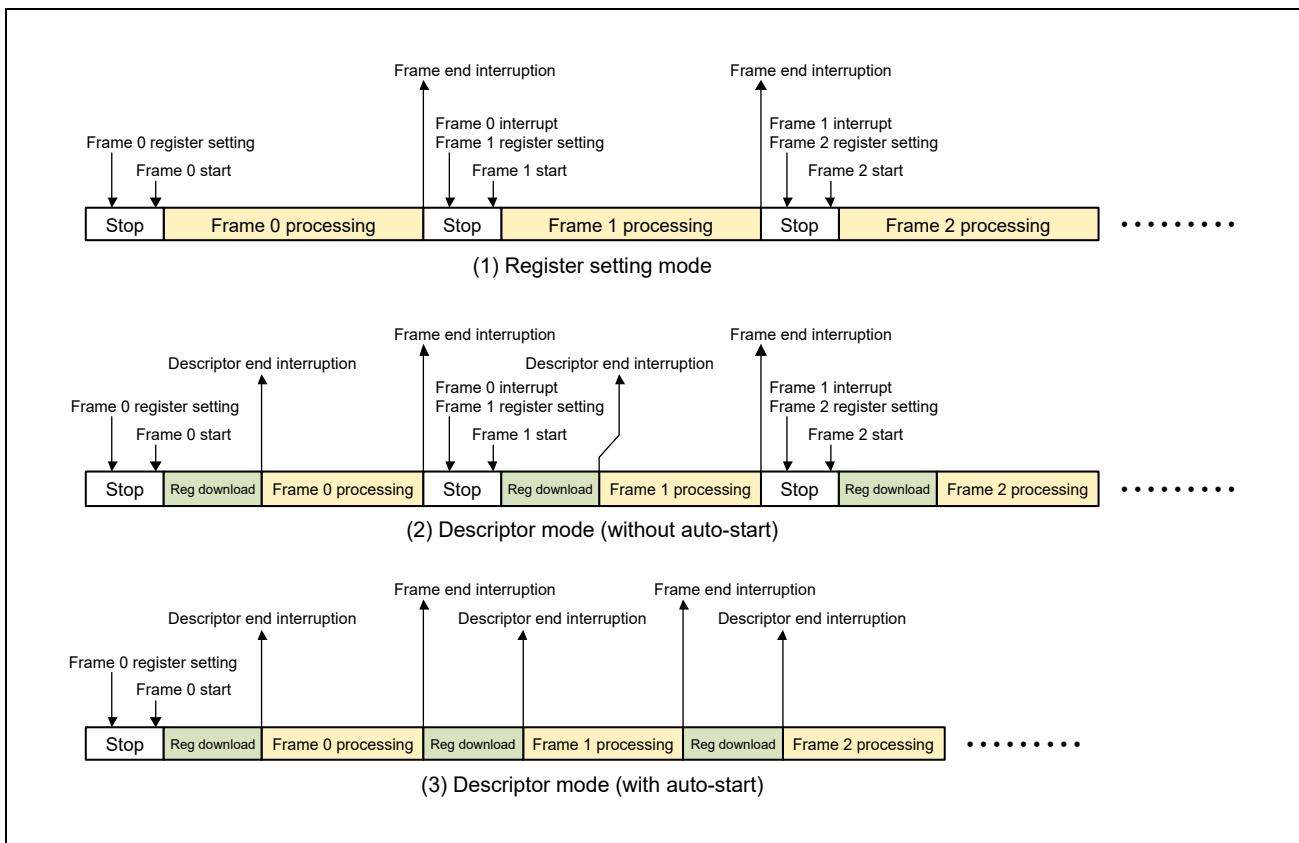 Frame end interruption
Frame end interruption
Frame 0 register setting
Frame 0 start
Frame 0 interrupt
Frame 1 register setting
Frame 1 start
Frame 1 interrupt
Frame 2 register setting
Frame 2 start
Stop
Frame 0 processing
Stop
Frame 1 processing
Stop
Frame 2 processing
(1) Register setting mode
Frame end interruption
Frame end interruption
Descriptor end interruption
Descriptor end interruption
Frame 0 register setting
Frame 0 start
Frame 0 interrupt
Frame 1 register setting
Frame 1 start
Frame 1 interrupt
Frame 2 register setting
Frame 2 start
Stop
Reg download
Frame 0 processing
Stop
Reg download
Frame 1 processing
Stop
Reg download
Frame 2 processing
(2) Descriptor mode (without auto-start)
Frame end interruption
Frame end interruption
Descriptor end interruption
Descriptor end interruption
Descriptor end interruption
Frame 0 register setting
Frame 0 start
Stop
Reg download
Frame 0 processing
Reg download
Frame 1 processing
Reg download
Frame 2 processing
(3) Descriptor mode (with auto-start)